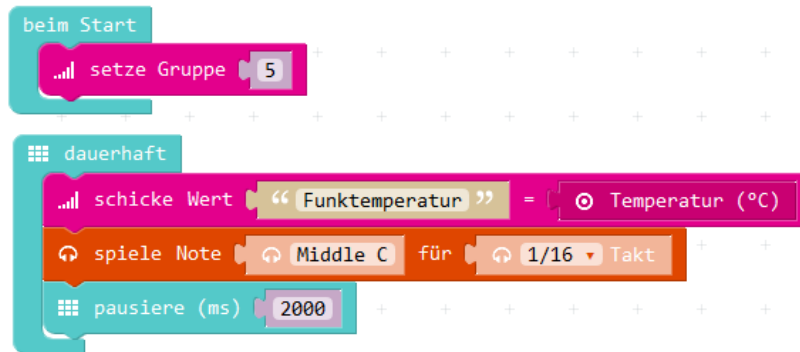 beim Start
setze Gruppe 5
dauerhaft
schicke Wert “ Funktemperatur ” = Temperatur (°C)
spiele Note Middle C für 1/16 Takt
pausiere (ms) 2000